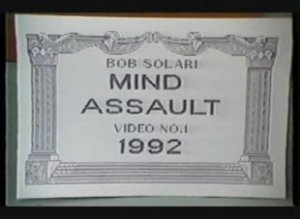 BOB SOLARI
MIND
ASSAULT
VIDEO NO.1
1992